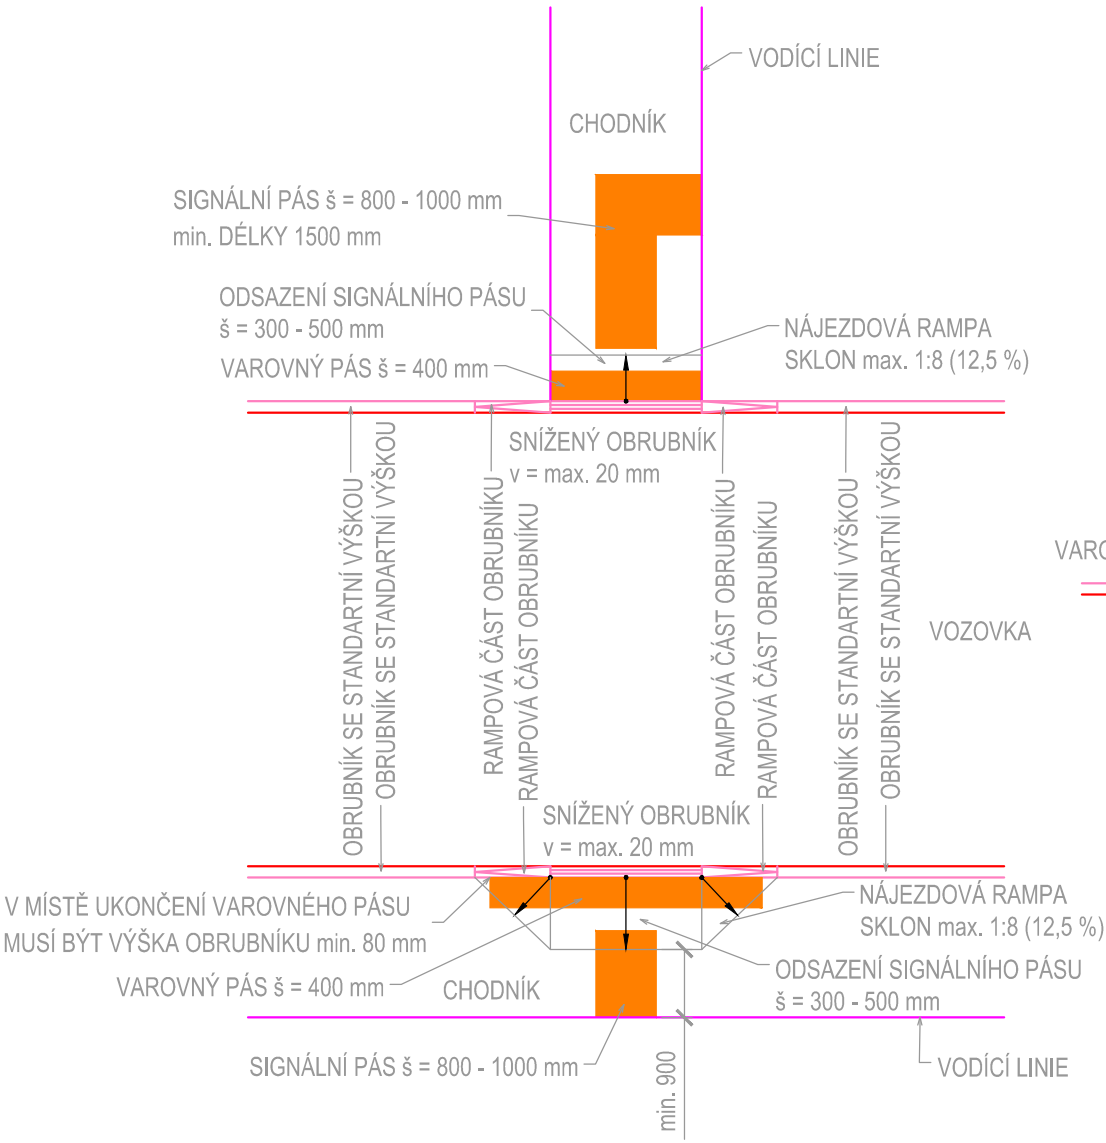 VODÍCÍ LINIE
CHODNÍK
SIGNÁLNÍ PÁS š = 800 - 1000 mm
min. DÉLKY 1500 mm
ODSAZENÍ SIGNÁLNÍHO PÁSU
š = 300 - 500 mm
NÁJEZDOVÁ RAMPA
SKLON max. 1:8 (12,5 %)
VAROVNÝ PÁS š = 400 mm
SNÍŽENÝ OBRUBNÍK
v = max. 20 mm
OBRUBNÍK SE STANDARTNÍ VÝŠKOU
OBRUBNÍK SE STANDARTNÍ VÝŠKOU
RAMPOVÁ ČÁST OBRUBNÍKU
RAMPOVÁ ČÁST OBRUBNÍKU
RAMPOVÁ ČÁST OBRUBNÍKU
RAMPOVÁ ČÁST OBRUBNÍKU
OBRUBNÍK SE STANDARTNÍ VÝŠKOU
OBRUBNÍK SE STANDARTNÍ VÝŠKOU
VARO
VOZOVKA
SNÍŽENÝ OBRUBNÍK
v = max. 20 mm
V MÍSTĚ UKONČENÍ VAROVNÉHO PÁSU
MUSÍ BÝT VÝŠKA OBRUBNÍKU min. 80 mm
NÁJEZDOVÁ RAMPA
SKLON max. 1:8 (12,5 %)
VAROVNÝ PÁS š = 400 mm
CHODNÍK
ODSAZENÍ SIGNÁLNÍHO PÁSU
š = 300 - 500 mm
SIGNÁLNÍ PÁS š = 800 - 1000 mm
min. 900
VODÍCÍ LINIE